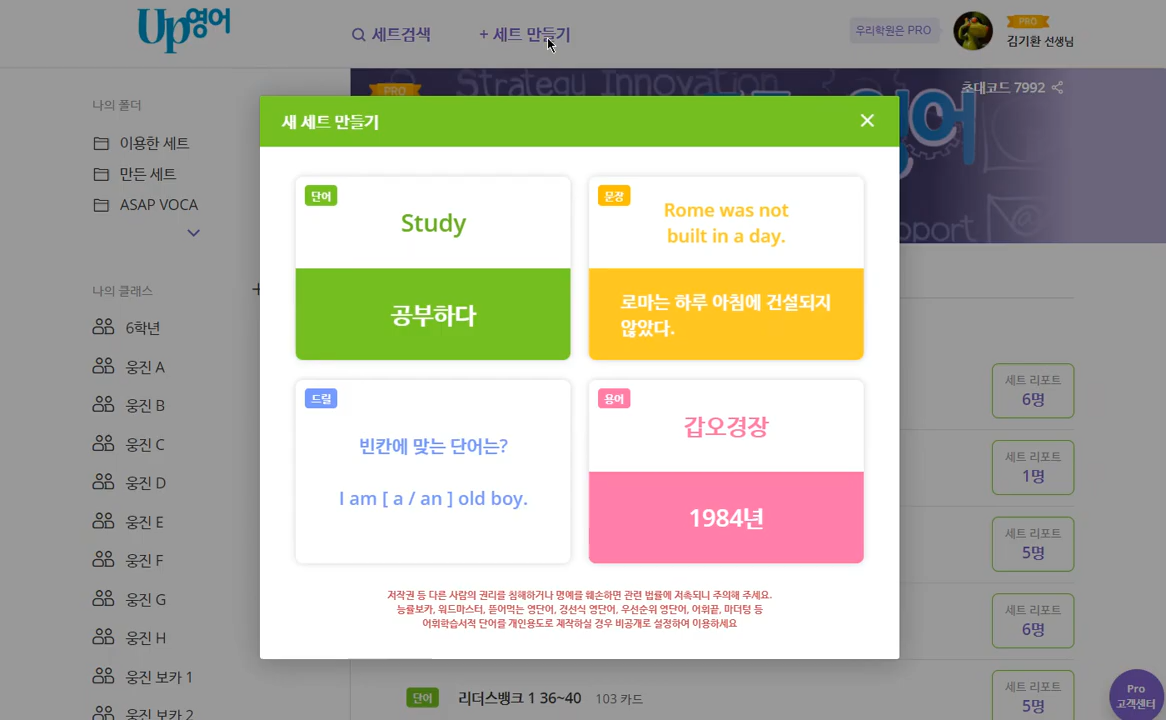 Up영어
세트검색
+ 세트 만들기
우리학원은 PRO
PRO
김기환 선생님
나의 폴더
이용한 세트
만든 세트
ASAP VOCA
나의 클래스
+
6학년
웅진 A
웅진 B
웅진 C
웅진 D
웅진 E
웅진 F
웅진 G
웅진 H
웅진 보카 1
웅진 보카 2
PRO
Strategy Innovation
초대코드 7992
영어
pport
새 세트 만들기
단어
Study
공부하다
문장
Rome was not
built in a day.
로마는 하루 아침에 건설되지
않았다.
드릴
빈칸에 맞는 단어는?
I am [ a / an ] old boy.
용어
갑오경장
1984년
저작권 등 다른 사람의 권리를 침해하거나 명예를 훼손하면 관련 법률에 저촉되니 주의해 주세요.
능률보카, 워드마스터, 뜯어먹는 영단어, 경선식 영단어, 우선순위 영단어, 어휘끝, 마더텅 등
어휘학습서적 단어를 개인용도로 제작하실 경우 비공개로 설정하여 이용하세요
세트 리포트
6명
세트 리포트
1명
세트 리포트
5명
세트 리포트
6명
단어 리더스뱅크 1 36~40 103 카드
세트 리포트
5명
Pro
고객센터